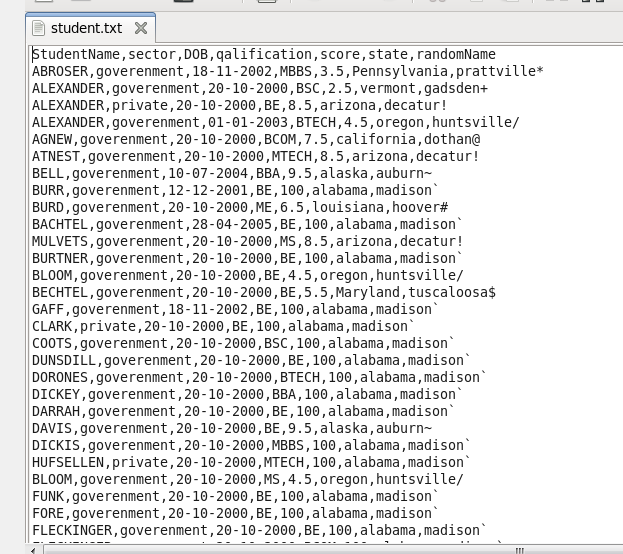 student.txt
StudentName,sector,DOB,qalification,score,state,randomName
ABROSER,goverenment,18-11-2002,MBBS,3.5,Pennsylvania,prattville*
ALEXANDER,goverenment,20-10-2000,BSC,2.5,vermont,gadsden+
ALEXANDER,private,20-10-2000,BE,8.5,arizona,decatur!
ALEXANDER,goverenment,01-01-2003,BTECH,4.5,oregon,huntsville/
AGNEW,goverenment,20-10-2000,BCOM,7.5,california,dothan@
ATNEST,goverenment,20-10-2000,MTECH,8.5,arizona,decatur!
BELL,goverenment,10-07-2004,BBA,9.5,alaska,auburn~
BURR,goverenment,12-12-2001,BE,100,alabama,madison`
BURD,goverenment,20-10-2000,ME,6.5,louisiana,hoover#
BACHTEL,goverenment,28-04-2005,BE,100,alabama,madison`
MULVETS,goverenment,20-10-2000,MS,8.5,arizona,decatur!
BURTNER,goverenment,20-10-2000,BE,100,alabama,madison`
BLOOM,goverenment,20-10-2000,BE,4.5,oregon,huntsville/
BECHTEL,goverenment,20-10-2000,BE,5.5,Maryland,tuscaloosa$
GAFF,goverenment,18-11-2002,BE,100,alabama,madison`
CLARK,private,20-10-2000,BE,100,alabama,madison`
COOTS,goverenment,20-10-2000,BSC,100,alabama,madison`
DUNSDILL,goverenment,20-10-2000,BE,100,alabama,madison`
DORONES,goverenment,20-10-2000,BTECH,100,alabama,madison`
DICKEY,goverenment,20-10-2000,BBA,100,alabama,madison`
DARRAH,goverenment,20-10-2000,BE,100,alabama,madison`
DAVIS,goverenment,20-10-2000,BE,9.5,alaska,auburn~
DICKIS,goverenment,20-10-2000,MBBS,100,alabama,madison`
HUFSELLEN,private,20-10-2000,MTECH,100,alabama,madison`
BLOOM,goverenment,20-10-2000,MS,4.5,oregon,huntsville/
FUNK,goverenment,20-10-2000,BE,100,alabama,madison`
FORE,goverenment,20-10-2000,BE,100,alabama,madison`
FLECKINGER,goverenment,20-10-2000,BE,100,alabama,madison`